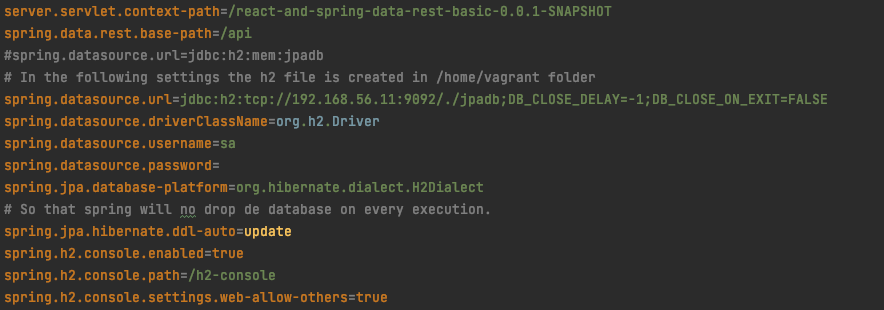 server.servlet.context-path=/react-and-spring-data-rest-basic-0.0.1-SNAPSHOT
spring.data.rest.base-path=/api
#spring.datasource.url=jdbc:h2:mem:jpadb
# In the following settings the h2 file is created in /home/vagrant folder
spring.datasource.url=jdbc:h2:tcp://192.168.56.11:9092/./jpadb;DB_CLOSE_DELAY=-1;DB_CLOSE_ON_EXIT=FALSE
spring.datasource.driverClassName=org.h2.Driver
spring.datasource.username=sa
spring.datasource.password=
spring.jpa.database-platform=org.hibernate.dialect.H2Dialect
# So that spring will no drop de database on every execution.
spring.jpa.hibernate.ddl-auto=update
spring.h2.console.enabled=true
spring.h2.console.path=/h2-console
spring.h2.console.settings.web-allow-others=true